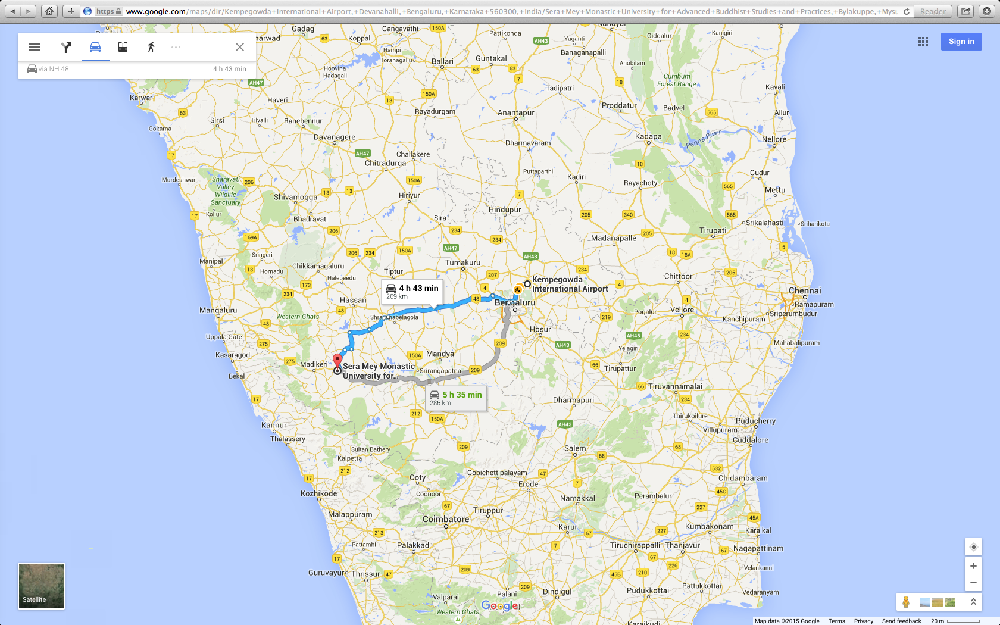 https
www.google.com/maps/dir/Kempegowda+International+Airport,+Devanahalli,+Bengaluru,+Karnataka+560300,+India/Sera+Mey+Monastic+University+for+Advanced+Buddhist+Studies+and+Practices,+Bylakuppe,+Mysu
Reader
via NH 48
4 h 43 min
Sign in
Gadag
Gangavathi
150A
Pattikonda
Giddalur
Kanigiri
63
Koppal
AH43
Yaganti
Hampi
Banaganapalli
Toranagallu
Ballari
Guntakal
Ahobilam
Hoovina
Hadagali
63
63
AH47
7
18
Cumbum
Forest Range
Kavali
Karwar
Haveri
13
150A
Tadipatri
Proddatur
Badvel
565
Allur
63
Rayadurgam
Anantapur
Sirsi
Tilvalli
Ranebennur
Gokarna
Davanagere
Dharmavaram
Kadapa
Penna River
Nellore
17
AH47
Challakere
Chitradurga
18
Puttaparthi
Kadiri
Gudur
Murdeshwar
Sharavati
Valley
Wildlife
Sanctuary
206
150A
Rayachoty
565
Mettu
Shivamogga
13
13
Hiriyur
7
Kollur
17
Hindupur
205
340
565
Bhadravati
Sira
Tirupati
Srikalahasti
Sriharikota
206
234
205
169A
234
Madanapalle
AH47
5
Sringeri
206
234
150A
AH43
18
18A
Manipal
Tumakuru
13
Hornadu
Chikkamagaluru
Tiptur
207
234
205
Halebeedu
Chittoor
173
Kempegowda
International Airport
4 h 43 min
269 km
4
4
234
Hassan
48
4
Chennai
Mangaluru
48
Bengaluru
Ramapuram
Western Ghats
Shravanabelagola
Pogalur
Vellore
Sriperumbudur
48
219
Kanchipuram
Hosur
Uppala Gate
275
209
AH43
AH45
234
Mahabalipuram
Kasaragod
275
Madikeri
150A
Mandya
Yelagiri
Sera Mey Monastic
University for...
Srirangapatna
209
66
Tirupattur
Bekal
17
5 h 35 min
286 km
66
Tiruvannamalai
Dharmapuri
234
212
150A
Thirukoilure
Kannur
AH43
Puducherry
Villupuram
Thalassery
Cuddalore
209
Salem
68
68
Sultan Bathery
Kalpetta
212
532
17
Ooty
Gobichettipalayam
47
7
Chidambaram
Kozhikode
Coonoor
Erode
45C
Namakkal
Perambalur
67
Malappuram
Tiruppur
227
Coimbatore
45A
Karur
Kumbakonam
Karaikal
213
67
227
Pattambi
Palakkad
7
Tiruchirappalli
Thanjavur
67
Nagapattinam
17
67
226
Velankanni
Guruvayur
Thrissur
47
209
45B
210
209
Pattukkottai
Valparai
Palani
Dindigul
Pudukkottai
Vedaranyam
Satellite
Google
Western Ghats
Karaikudi
Map data ©2015 Google
Terms
Privacy
Send feedback
20 mi